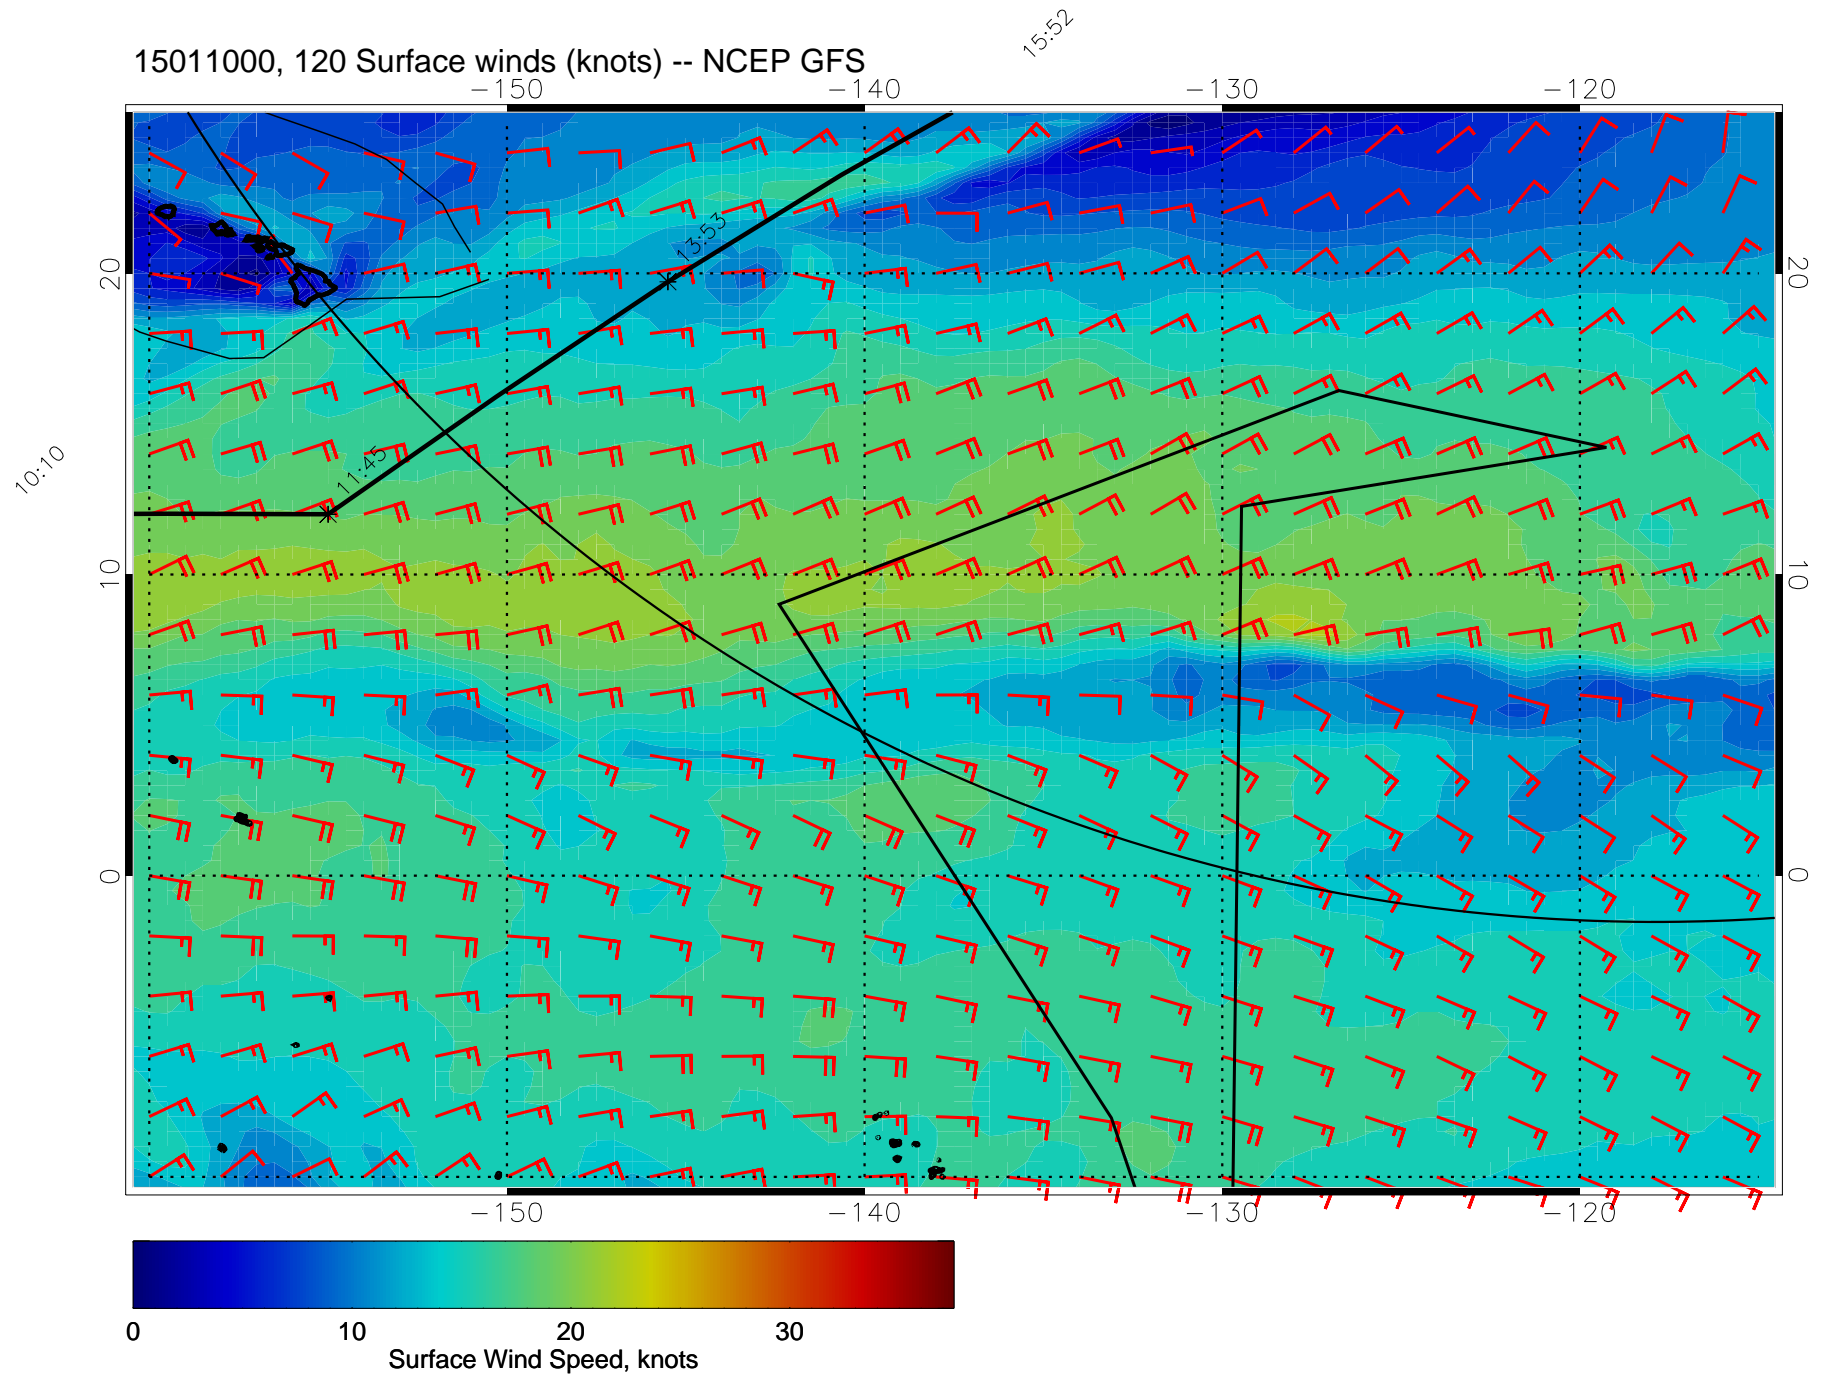 15:52
15011000, 120 Surface winds (knots) -- NCEP GFS
-150 -140 -130 -120
13:53
20 20
11:45
10:10
10 10
0 0
-150 -140 -130 -120
0 10 20 30
Surface Wind Speed, knots